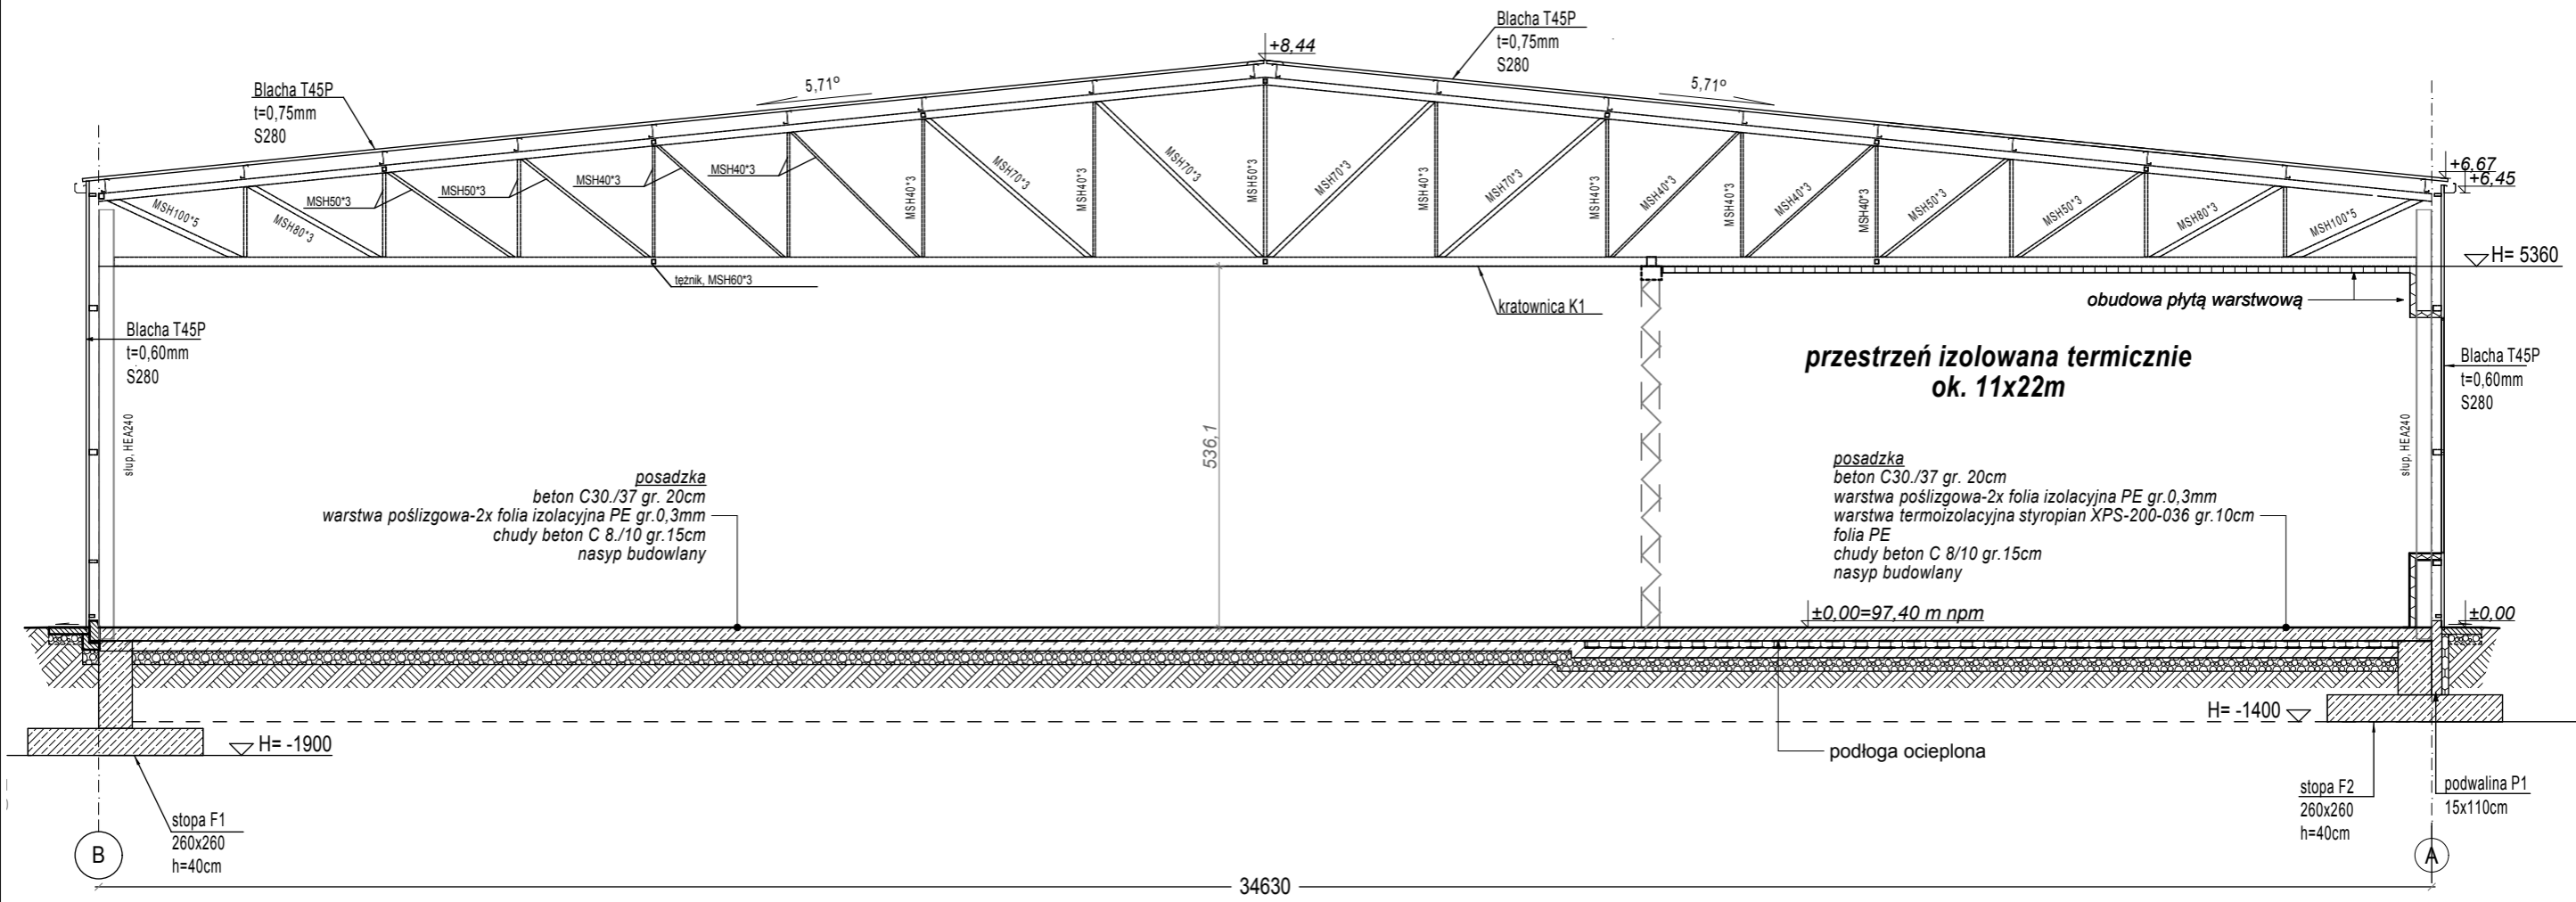 Blacha T45P
t=0,75mm
S280
+8,44
5,71°
5,71°
Blacha T45P
t=0,75mm
S280
+6,67
+6,45
MSH100*5
MSH80*3
MSH50*3
MSH50*3
MSH40*3
MSH40*3
MSH40*3
MSH70*3
MSH40*3
MSH70*3
MSH50*3
MSH70*3
MSH40*3
MSH70*3
MSH40*3
MSH40*3
MSH40*3
MSH40*3
MSH40*3
MSH50*3
MSH50*3
MSH80*3
MSH100*5
H= 5360
tężnik, MSH60*3
kratownica K1
obudowa płytą warstwową
Blacha T45P
t=0,60mm
S280
przestrzeń izolowana termicznie
ok. 11x22m
Blacha T45P
t=0,60mm
S280
słup, HEA240
536,1
słup, HEA240
posadzka
beton C30./37 gr. 20cm
warstwa poślizgowa-2x folia izolacyjna PE gr.0,3mm
chudy beton C 8./10 gr.15cm
nasyp budowlany
posadzka
beton C30./37 gr. 20cm
warstwa poślizgowa-2x folia izolacyjna PE gr.0,3mm
warstwa termoizolacyjna styropian XPS-200-036 gr.10cm
folia PE
chudy beton C 8/10 gr.15cm
nasyp budowlany
±0,00=97,40 m npm
±0,00
H= -1400
H= -1900
podłoga ocieplona
stopa F1
260x260
h=40cm
stopa F2
260x260
h=40cm
podwalina P1
15x110cm
B
A
34630